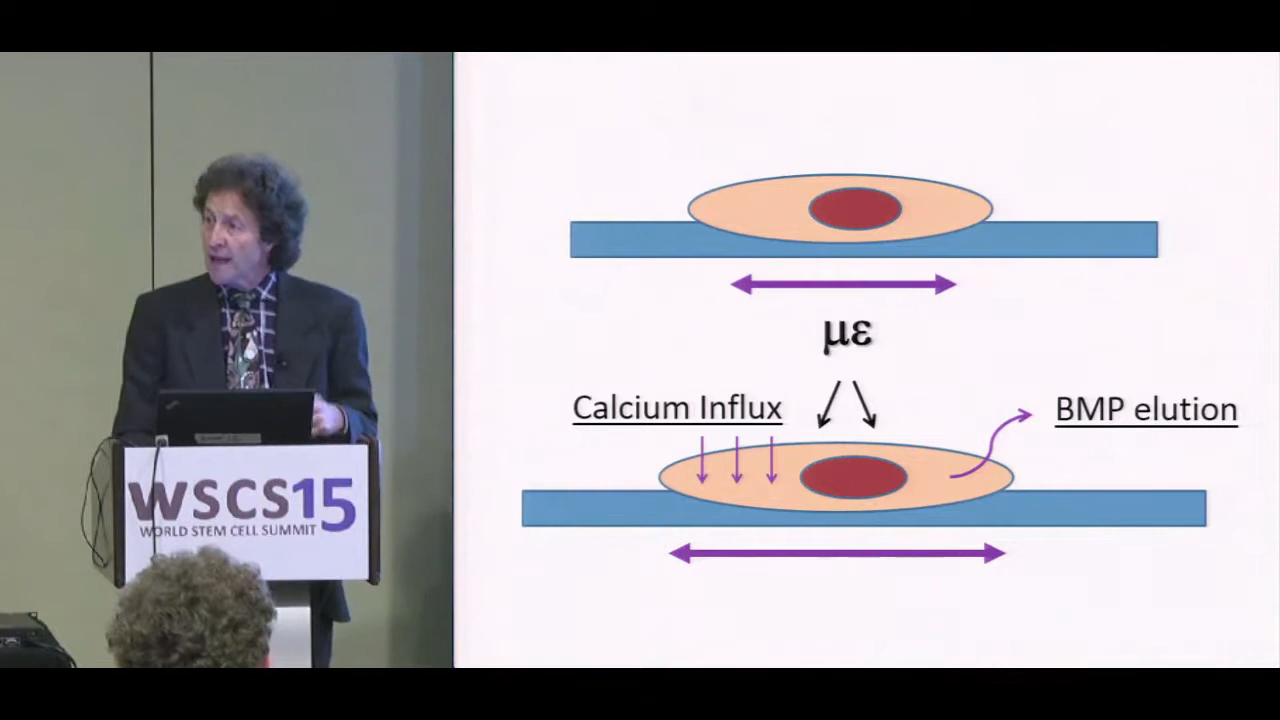 WSCS15
WORLD STEM CELL SUMMIT
με
Calcium Influx
BMP elution